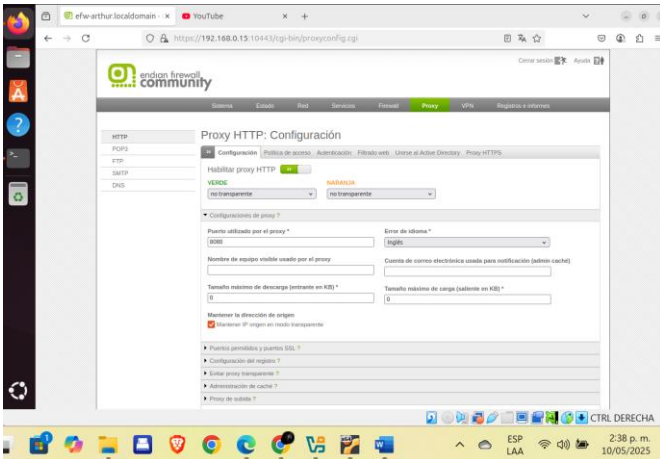 efw-arthur.localdomain -
YouTube
https://192.168.0.15:10443/cgi-bin/proxyconfig.cgi
Cerrar sesión
Ayuda
endian firewall
community
Sistema Estado Red Servicios Firewall Proxy VPN Registros e informes
HTTP
POP3
FTP
SMTP
DNS
Proxy HTTP: Configuración
Configuración Política de acceso Autenticación Filtrado web Unirse al Active Directory Proxy HTTPS
Habilitar proxy HTTP
VERDE NARANJA
no transparente no transparente
Configuraciones de proxy ?
Puerto utilizado por el proxy * Error de idioma *
8080 Inglés
Nombre de equipo visible usado por el proxy Cuenta de correo electrónica usada para notificación (admin caché)
Tamaño máximo de descarga (entrante en KB) * Tamaño máximo de carga (saliente en KB) *
0 0
Mantener la dirección de origen
Mantener IP origen en modo transparente
Puertos permitidos y puertos SSL ?
Configuración del registro ?
Evitar proxy transparente ?
Administración de cache ?
Proxy de subida ?
CTRL DERECHA
ESP
LAA
2:38 p. m.
10/05/2025